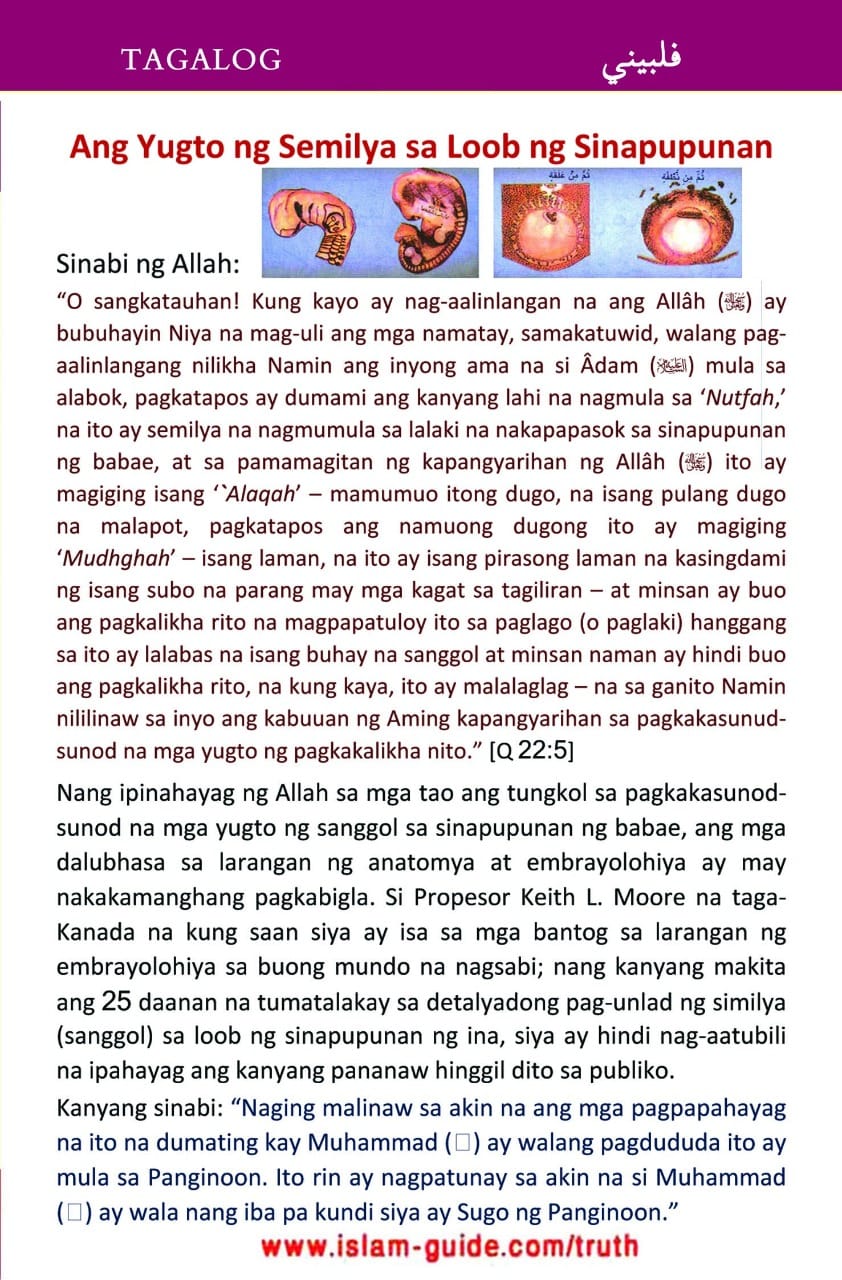 TAGALOG
فلبيني
Ang Yugto ng Semilya sa Loob ng Sinapupunan
ثم من علقة
ثم من نطفة
Sinabi ng Allah:
“O sangkatauhan! Kung kayo ay nag-aalinlangan na ang Allâh (ﷻ) ay
bubuhayin Niya na mag-uli ang mga namatay, samakatuwid, walang pag-
aalinlangang nilikha Namin ang inyong ama na si Âdam (عليه السلام) mula sa
alabok, pagkatapos ay dumami ang kanyang lahi na nagmula sa ‘Nutfah,’
na ito ay semilya na nagmumula sa lalaki na nakapapasok sa sinapupunan
ng babae, at sa pamamagitan ng kapangyarihan ng Allâh (ﷻ) ito ay
magiging isang ‘`Alaqah’ – mamumuo itong dugo, na isang pulang dugo
na malapot, pagkatapos ang namuong dugong ito ay magiging
‘Mudhghah’ – isang laman, na ito ay isang pirasong laman na kasingdami
ng isang subo na parang may mga kagat sa tagiliran – at minsan ay buo
ang pagkalikha rito na magpapatuloy ito sa paglago (o paglaki) hanggang
sa ito ay lalabas na isang buhay na sanggol at minsan naman ay hindi buo
ang pagkalikha rito, na kung kaya, ito ay malalaglag – na sa ganito Namin
nililinaw sa inyo ang kabuuan ng Aming kapangyarihan sa pagkakasunud-
sunod na mga yugto ng pagkakalikha nito.” [Q 22:5]
Nang ipinahayag ng Allah sa mga tao ang tungkol sa pagkakasunod-
sunod na mga yugto ng sanggol sa sinapupunan ng babae, ang mga
dalubhasa sa larangan ng anatomya at embrayolohiya ay may
nakakamanghang pagkabigla. Si Propesor Keith L. Moore na taga-
Kanada na kung saan siya ay isa sa mga bantog sa larangan ng
embrayolohiya sa buong mundo na nagsabi; nang kanyang makita
ang 25 daanan na tumatalakay sa detalyadong pag-unlad ng similya
(sanggol) sa loob ng sinapupunan ng ina, siya ay hindi nag-aatubili
na ipahayag ang kanyang pananaw hinggil dito sa publiko.
Kanyang sinabi: “Naging malinaw sa akin na ang mga pagpapahayag
na ito na dumating kay Muhammad (□) ay walang pagdududa ito ay
mula sa Panginoon. Ito rin ay nagpatunay sa akin na si Muhammad
(□) ay wala nang iba pa kundi siya ay Sugo ng Panginoon.”
www.islam-guide.com/truth